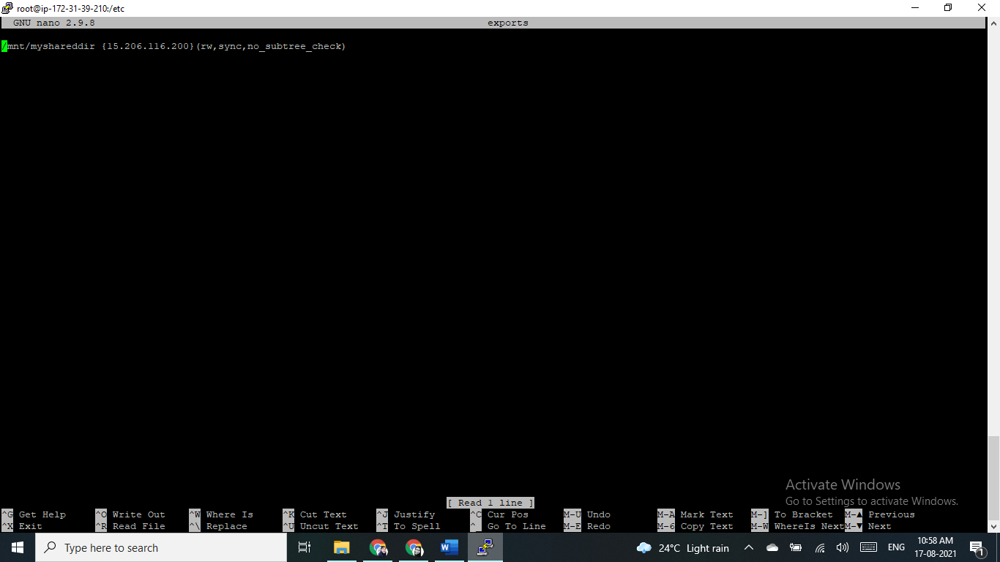 root@ip-172-31-39-210:/etc
GNU nano 2.9.8 exports
/mnt/myshareddir {15.206.116.200}(rw,sync,no_subtree_check)
Activate Windows
Go to Settings to activate Windows.
[ Read 1 line ]
^G Get Help ^O Write Out ^W Where Is ^K Cut Text ^J Justify ^C Cur Pos M-U Undo M-A Mark Text M-] To Bracket M-▲ Previous
^X Exit ^R Read File ^\ Replace ^U Uncut Text ^T To Spell ^_ Go To Line M-E Redo M-6 Copy Text M-W WhereIs Next M-▼ Next
Type here to search
24°C Light rain
ENG
10:58 AM
17-08-2021
1